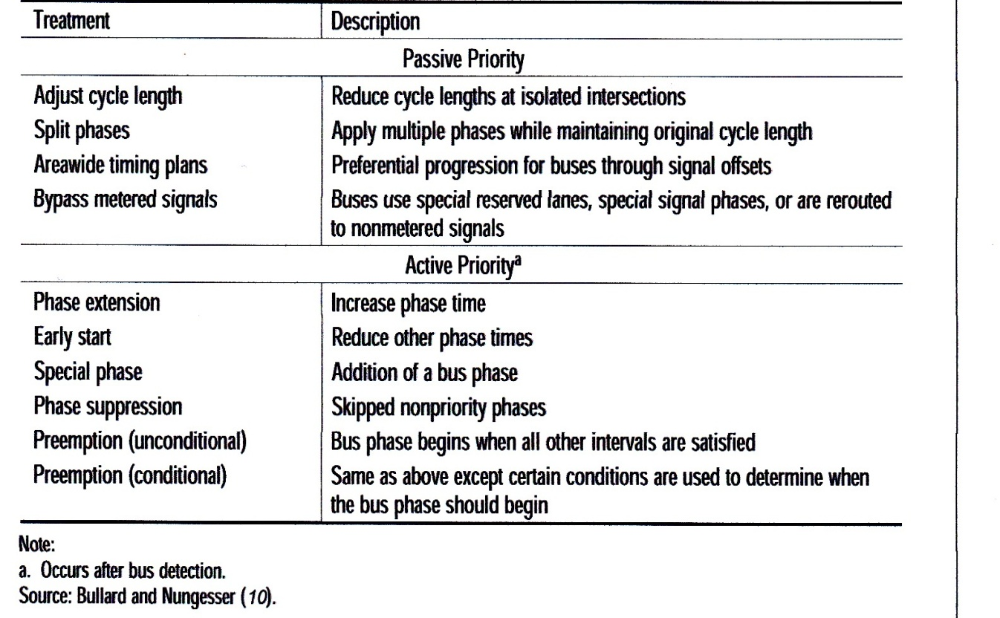 Treatment Description
Passive Priority
Adjust cycle length Reduce cycle lengths at isolated intersections
Split phases Apply multiple phases while maintaining original cycle length
Areawide timing plans Preferential progression for buses through signal offsets
Bypass metered signals Buses use special reserved lanes, special signal phases, or are rerouted
to nonmetered signals
Active Priorityª
Phase extension Increase phase time
Early start Reduce other phase times
Special phase Addition of a bus phase
Phase suppression Skipped nonpriority phases
Preemption (unconditional) Bus phase begins when all other intervals are satisfied
Preemption (conditional) Same as above except certain conditions are used to determine when
the bus phase should begin
Note:
a. Occurs after bus detection.
Source: Bullard and Nungesser (10).